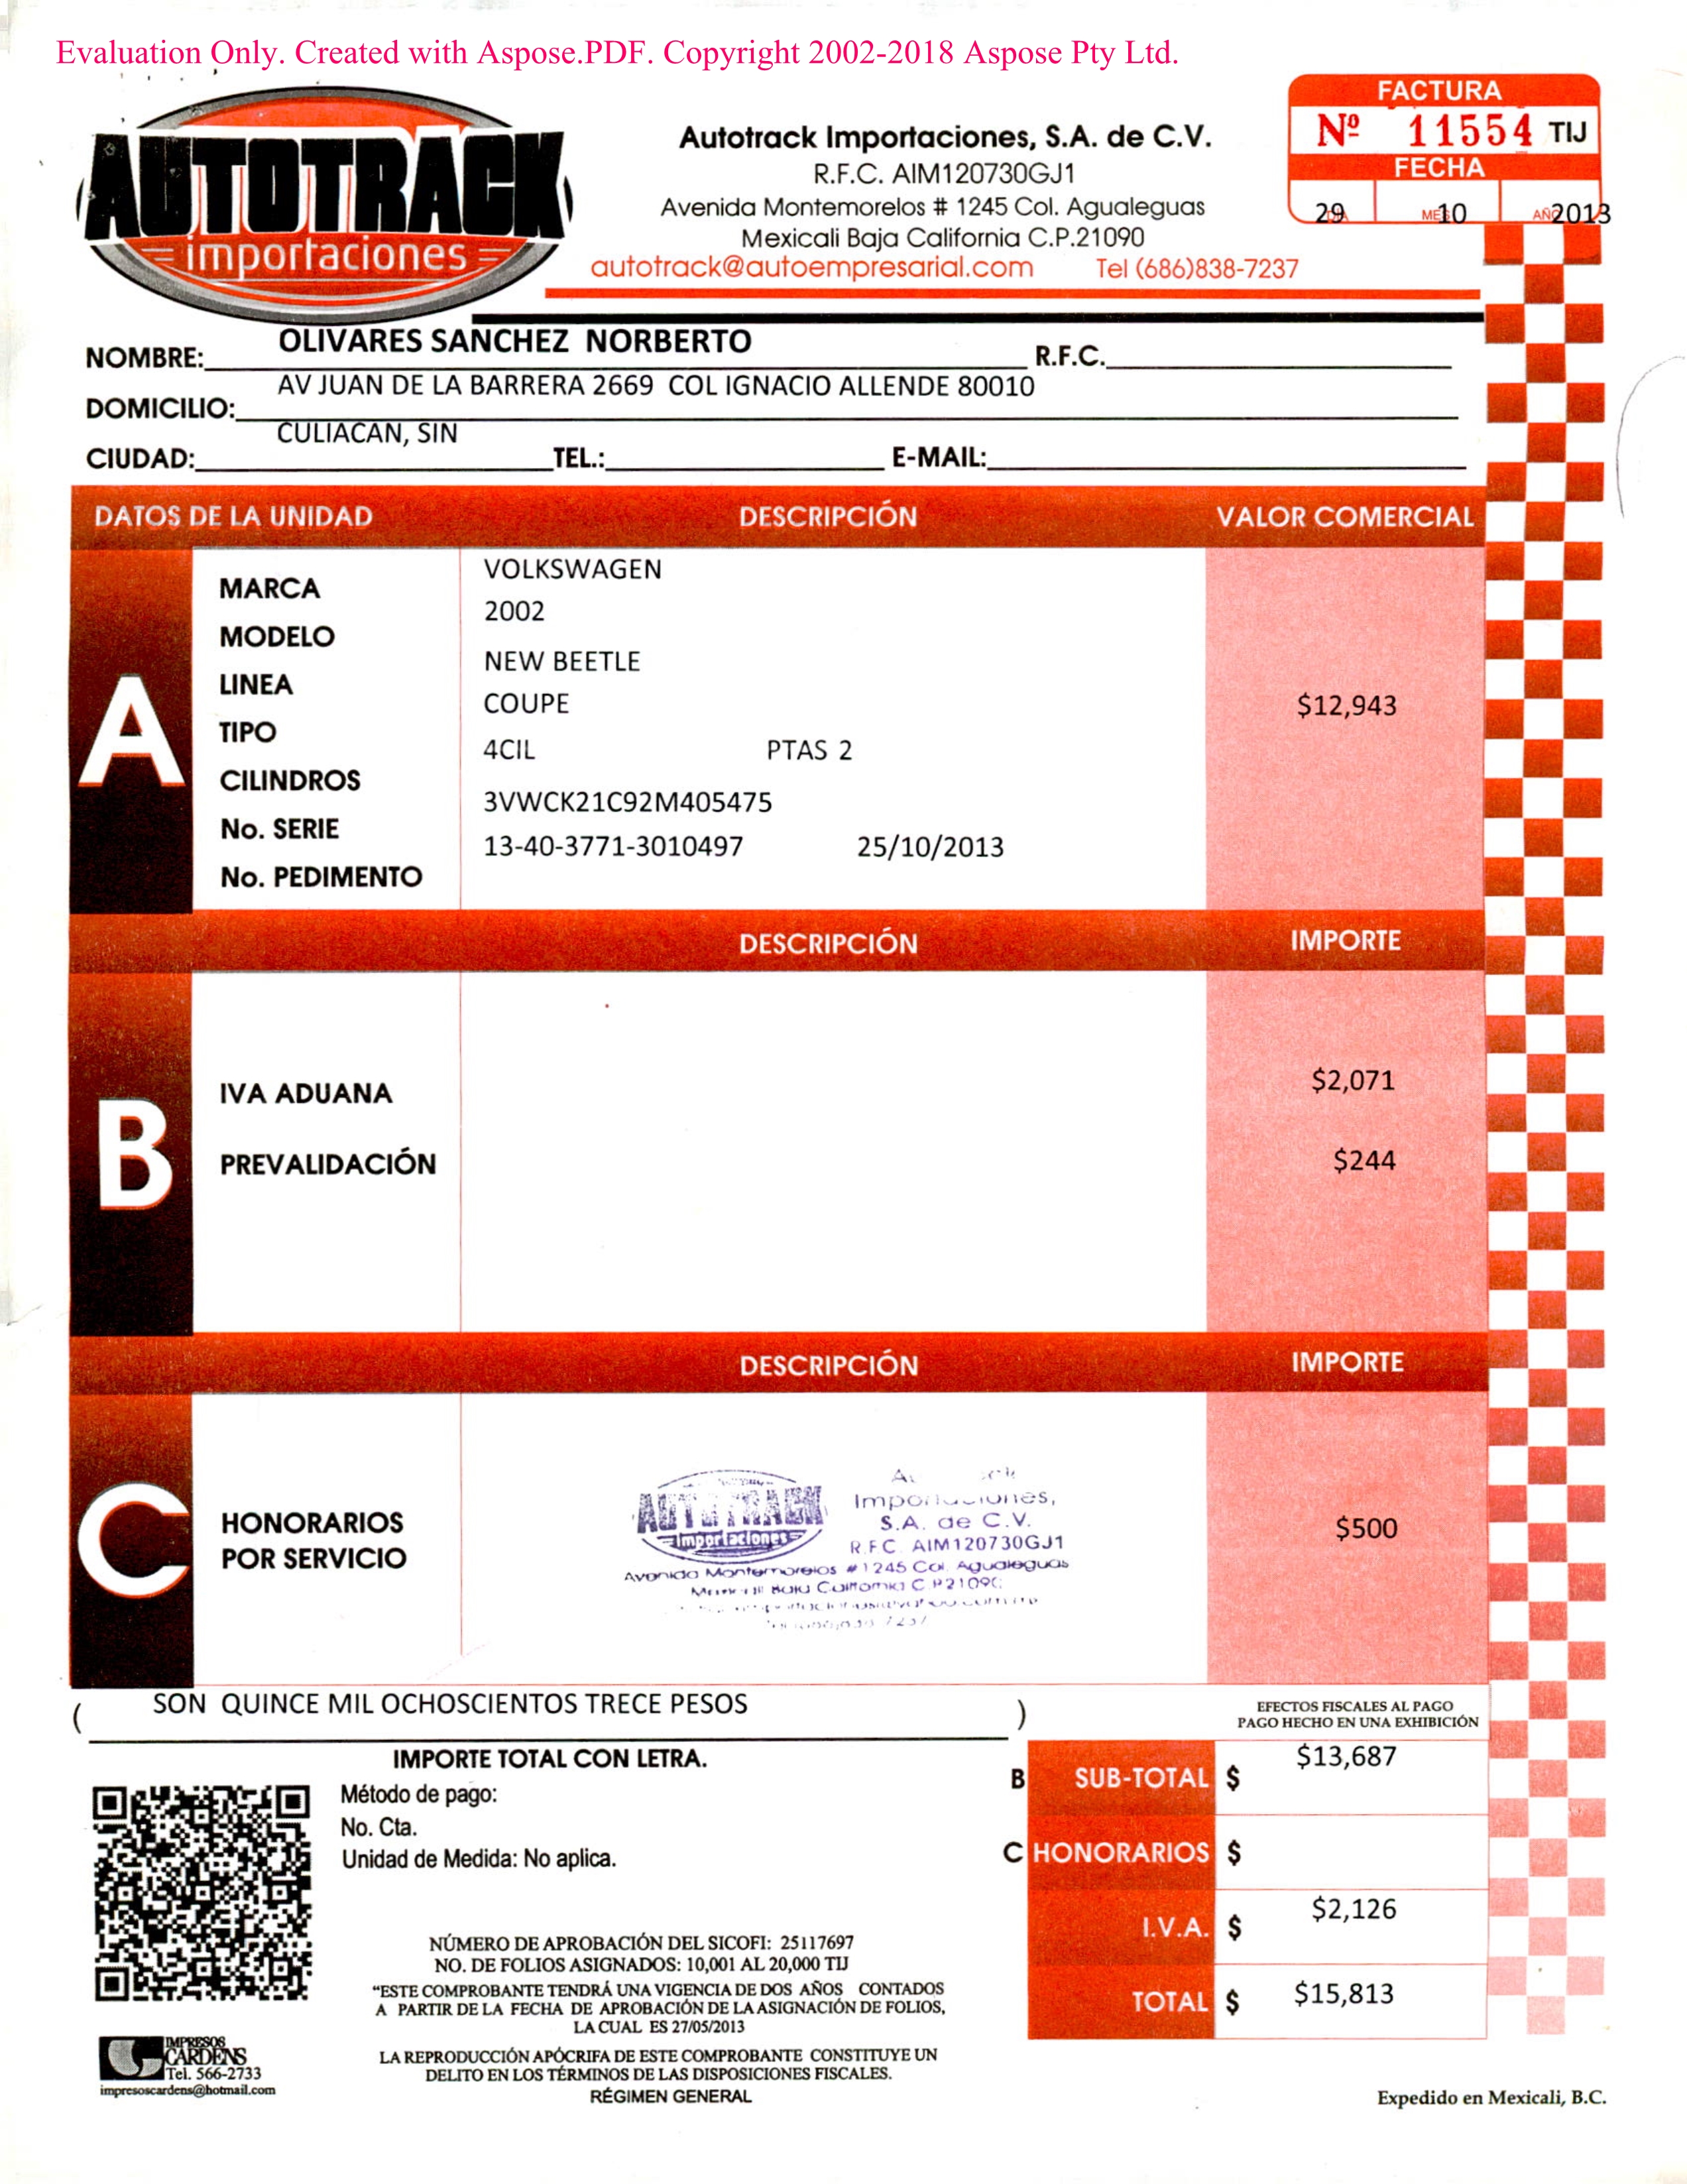 Evaluation Only. Created with Aspose.PDF. Copyright 2002-2018 Aspose Pty Ltd.
AUTOTRACK
importaciones
Autotrack Importaciones, S.A. de C.V.
R.F.C. AIM120730GJ1
Avenida Montemorelos # 1245 Col. Agualeguas
Mexicali Baja California C.P.21090
autotrack@autoempresarial.com Tel (686)838-7237
FACTURA
Nº 11554 TIJ
FECHA
29 MES 10 AÑO 2013
NOMBRE: OLIVARES SANCHEZ NORBERTO R.F.C.
DOMICILIO: AV JUAN DE LA BARRERA 2669 COL IGNACIO ALLENDE 80010
CIUDAD: CULIACAN, SIN TEL.: E-MAIL:
DATOS DE LA UNIDAD DESCRIPCIÓN VALOR COMERCIAL
A
MARCA VOLKSWAGEN
MODELO 2002
LINEA NEW BEETLE
TIPO COUPE $12,943
CILINDROS 4CIL PTAS 2
No. SERIE 3VWCK21C92M405475
No. PEDIMENTO 13-40-3771-3010497 25/10/2013
DESCRIPCIÓN IMPORTE
B
IVA ADUANA $2,071
PREVALIDACIÓN $244
DESCRIPCIÓN IMPORTE
C
HONORARIOS
POR SERVICIO $500
AUTOTRACK
importaciones
Importaciones,
S.A. de C.V.
R.F.C. AIM120730GJ1
Avenida Montemorelos #1245 Col. Agualeguas
Baja California C.P.21090
( SON QUINCE MIL OCHOSCIENTOS TRECE PESOS )
IMPORTE TOTAL CON LETRA.
EFECTOS FISCALES AL PAGO
PAGO HECHO EN UNA EXHIBICIÓN
B SUB-TOTAL $ $13,687
C HONORARIOS $
I.V.A. $ $2,126
TOTAL $ $15,813
Método de pago:
No. Cta.
Unidad de Medida: No aplica.
NÚMERO DE APROBACIÓN DEL SICOFI: 25117697
NO. DE FOLIOS ASIGNADOS: 10,001 AL 20,000 TIJ
"ESTE COMPROBANTE TENDRÁ UNA VIGENCIA DE DOS AÑOS CONTADOS
A PARTIR DE LA FECHA DE APROBACIÓN DE LA ASIGNACIÓN DE FOLIOS,
LA CUAL ES 27/05/2013
LA REPRODUCCIÓN APÓCRIFA DE ESTE COMPROBANTE CONSTITUYE UN
DELITO EN LOS TÉRMINOS DE LAS DISPOSICIONES FISCALES.
RÉGIMEN GENERAL
IMPRESOS
CARDENS
Tel. 566-2733
impresoscardens@hotmail.com
Expedido en Mexicali, B.C.